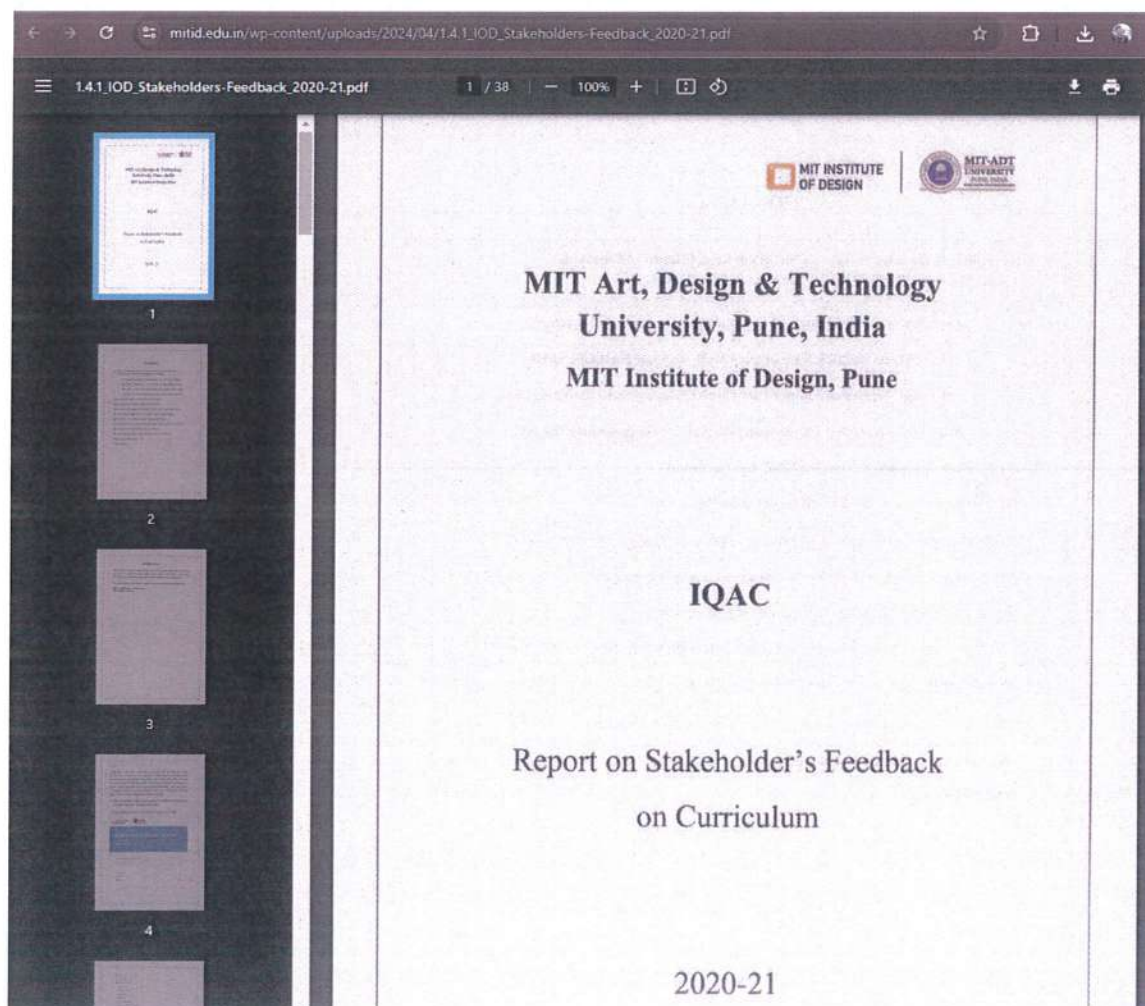 mitid.edu.in/wp-content/uploads/2024/04/1.4.1_IOD_Stakeholders-Feedback_2020-21.pdf
1.4.1_IOD_Stakeholders-Feedback_2020-21.pdf
1 / 38
100%
1
2
3
4
MIT INSTITUTE
OF DESIGN
MIT-ADT
UNIVERSITY
PUNE, INDIA
MIT Art, Design & Technology
University, Pune, India
MIT Institute of Design, Pune
IQAC
Report on Stakeholder's Feedback
on Curriculum
2020-21